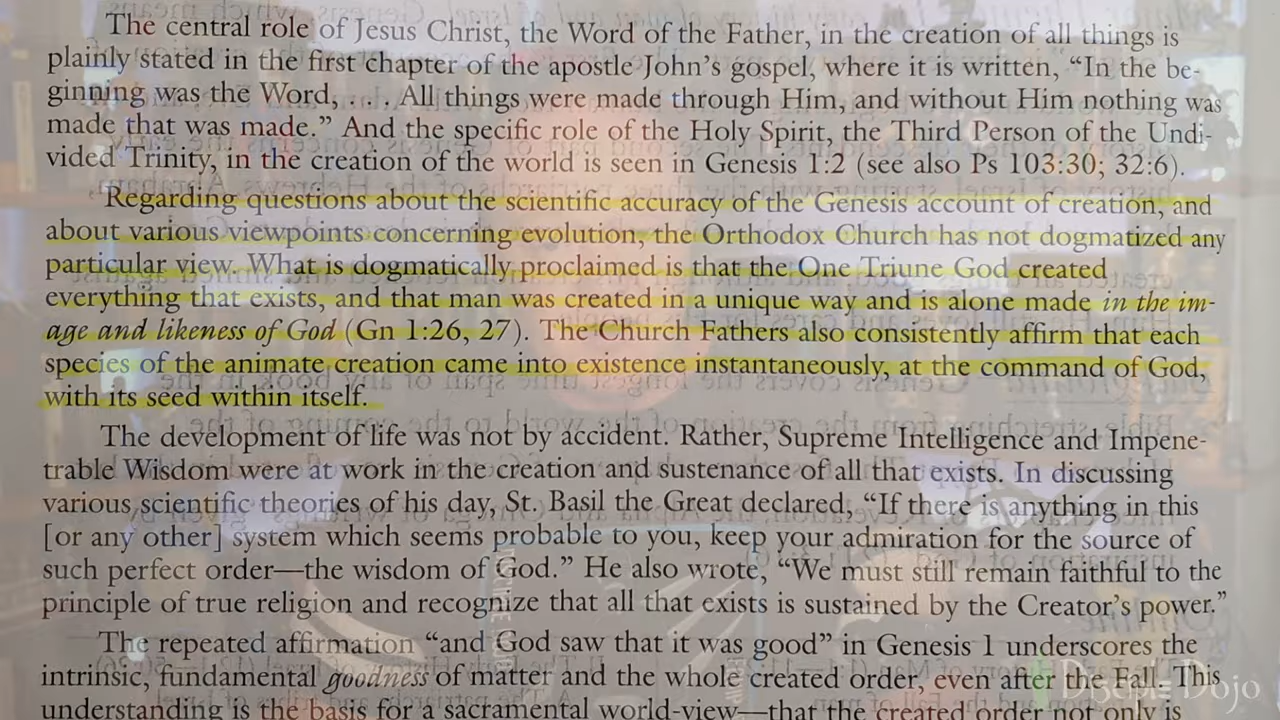 The central role of Jesus Christ, the Word of the Father, in the creation of all things is
plainly stated in the first chapter of the apostle John's gospel, where it is written, “In the be-
ginning was the Word, . . . All things were made through Him, and without Him nothing was
made that was made.” And the specific role of the Holy Spirit, the Third Person of the Undi-
vided Trinity, in the creation of the world is seen in Genesis 1:2 (see also Ps 103:30; 32:6).
Regarding questions about the scientific accuracy of the Genesis account of creation, and
about various viewpoints concerning evolution, the Orthodox Church has not dogmatized any
particular view. What is dogmatically proclaimed is that the One Triune God created
everything that exists, and that man was created in a unique way and is alone made in the im-
age and likeness of God (Gn 1:26, 27). The Church Fathers also consistently affirm that each
species of the animate creation came into existence instantaneously, at the command of God,
with its seed within itself.
The development of life was not by accident. Rather, Supreme Intelligence and Impene-
trable Wisdom were at work in the creation and sustenance of all that exists. In discussing
various scientific theories of his day, St. Basil the Great declared, “If there is anything in this
[or any other] system which seems probable to you, keep your admiration for the source of
such perfect order—the wisdom of God.” He also wrote, “We must still remain faithful to the
principle of true religion and recognize that all that exists is sustained by the Creator's power.”
The repeated affirmation “and God saw that it was good” in Genesis 1 underscores the
intrinsic, fundamental goodness of matter and the whole created order, even after the Fall. This
understanding is the basis for a sacramental world-view—that the created order not only is
Disciple Dojo